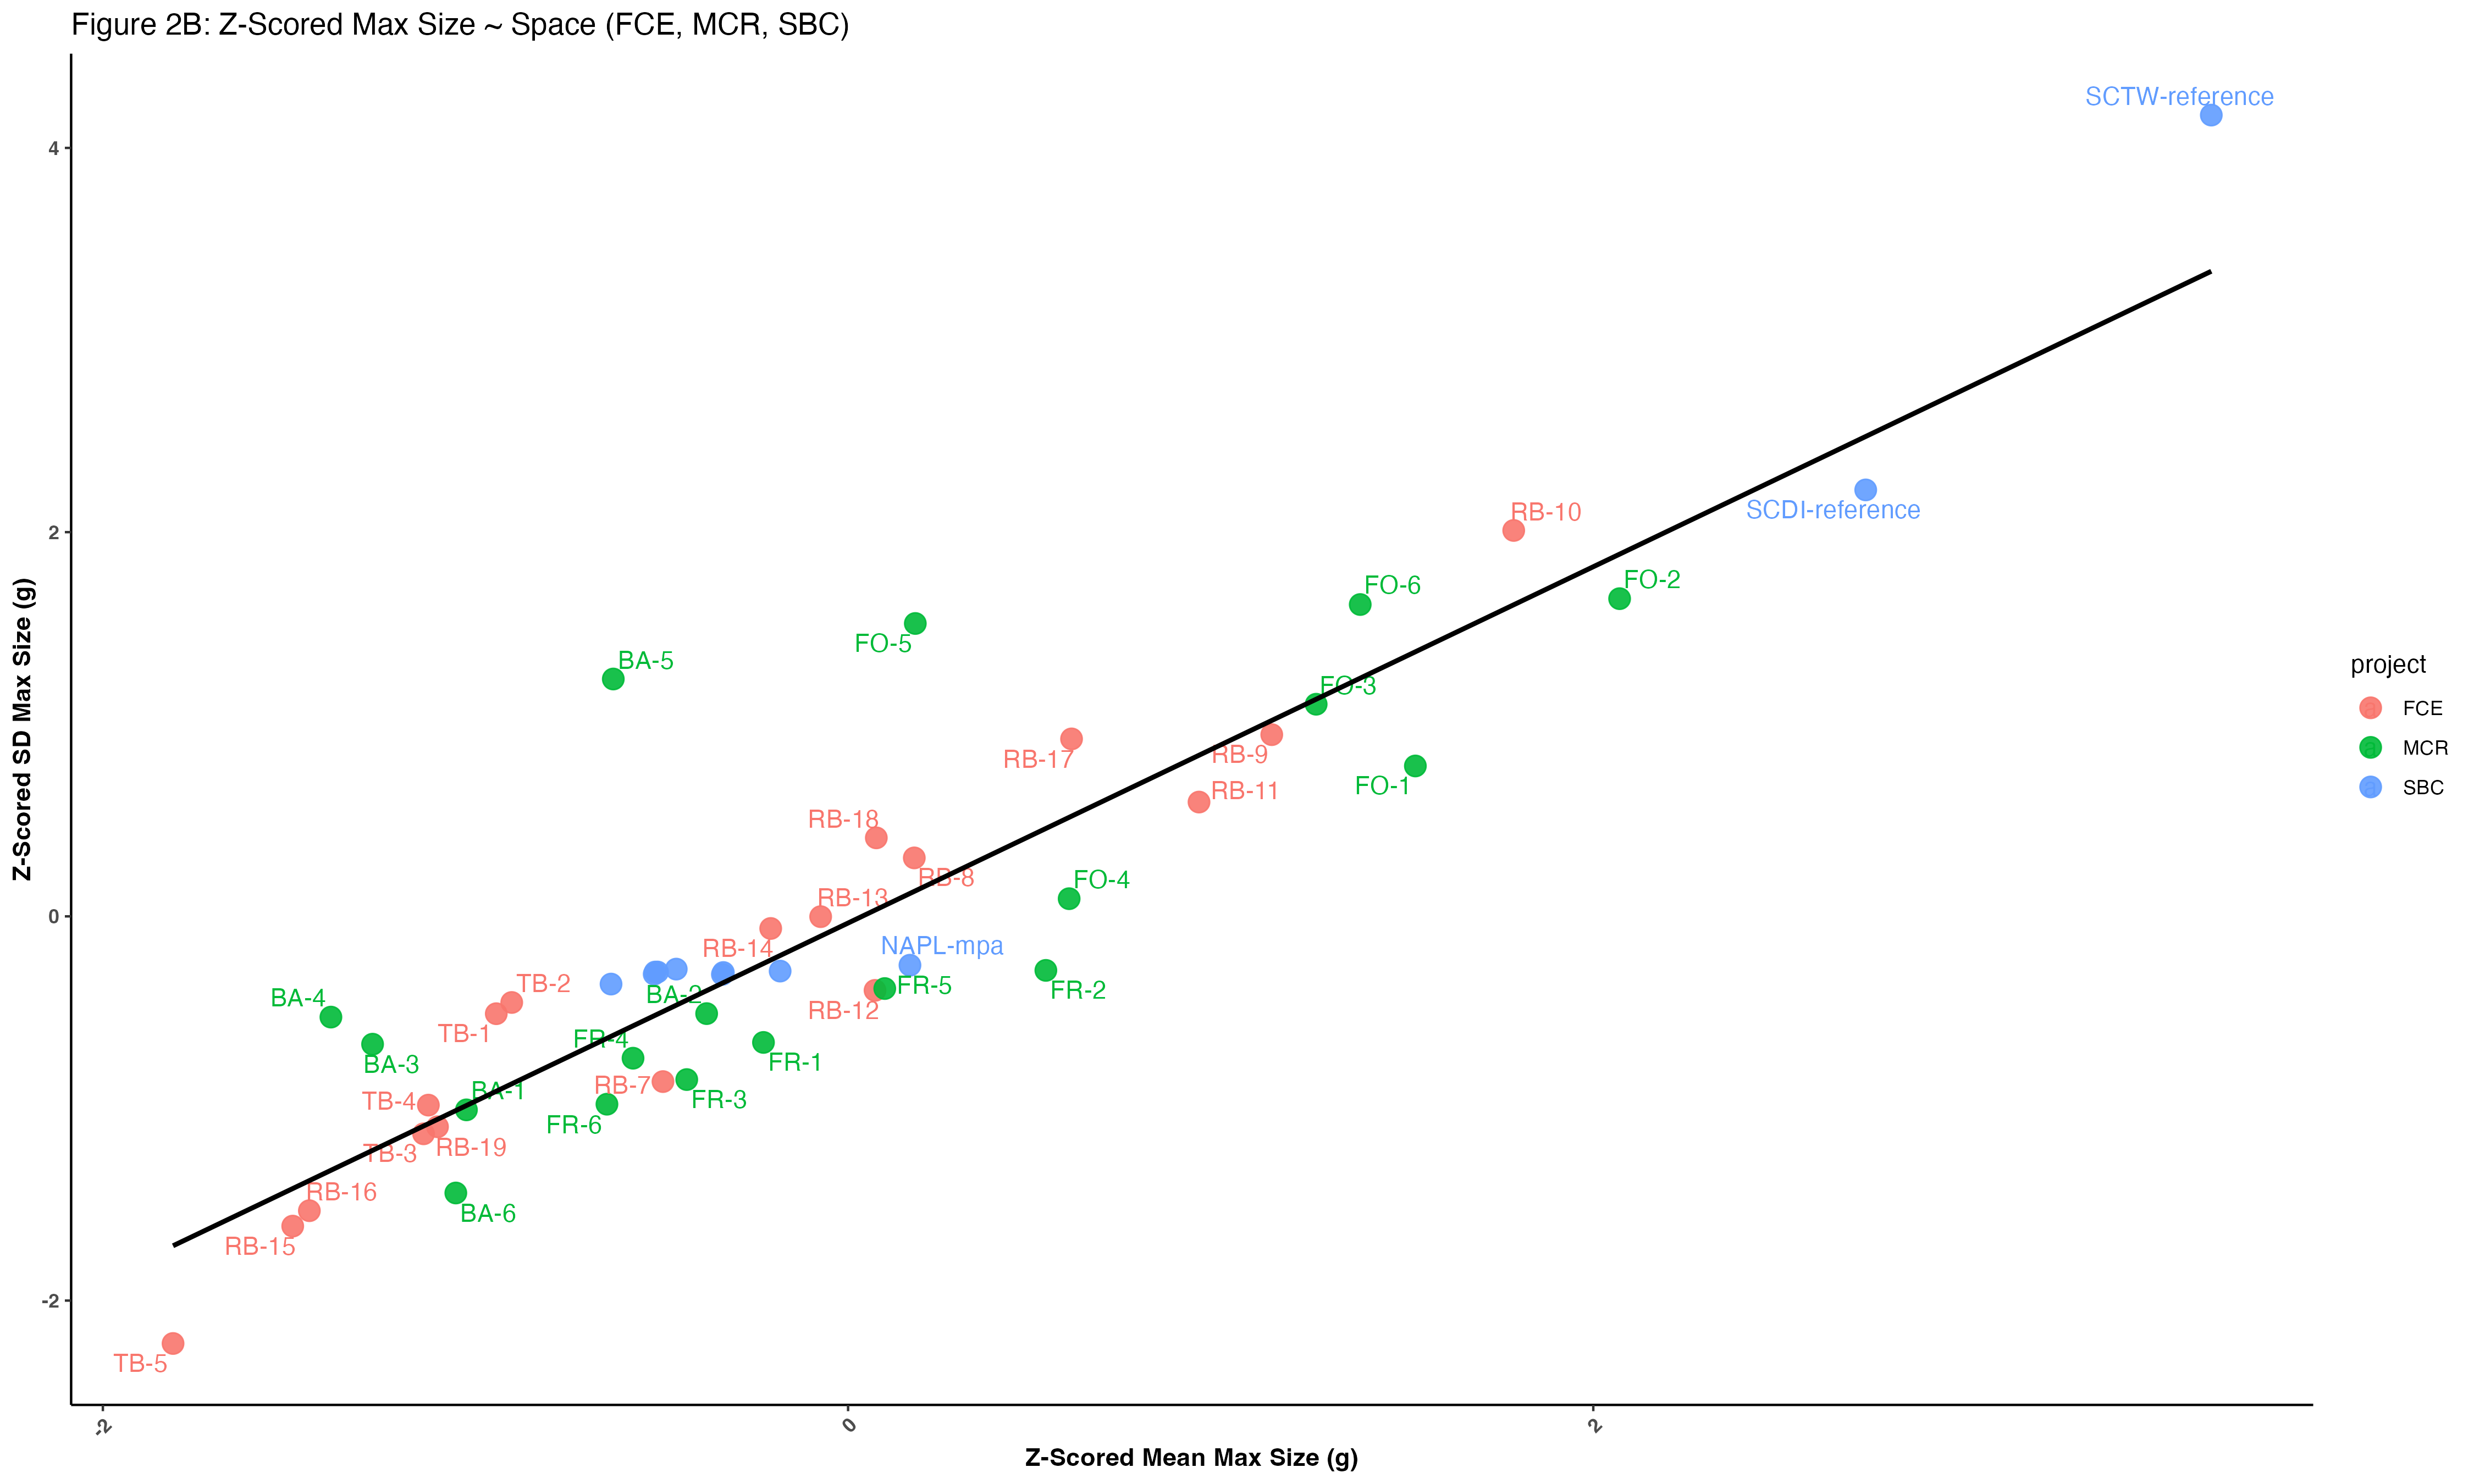 Figure 2B: Z-Scored Max Size ~ Space (FCE, MCR, SBC)
SCTW-reference
4
SCDI-reference
RB-10
2
FO-6
FO-2
FO-5
BA-5
FO-3
RB-17
RB-9
FO-1
RB-11
RB-18
RB-8
FO-4
RB-13
0
RB-14
NAPL-mpa
TB-2
FR-5
FR-2
BA-4
BA-2
RB-12
TB-1
FR-4
BA-3
FR-1
RB-7
BA-1
TB-4
FR-3
FR-6
TB-3
RB-19
RB-16
BA-6
RB-15
-2
TB-5
-2
0
2
Z-Scored Mean Max Size (g)
Z-Scored SD Max Size (g)
project
a FCE
a MCR
a SBC